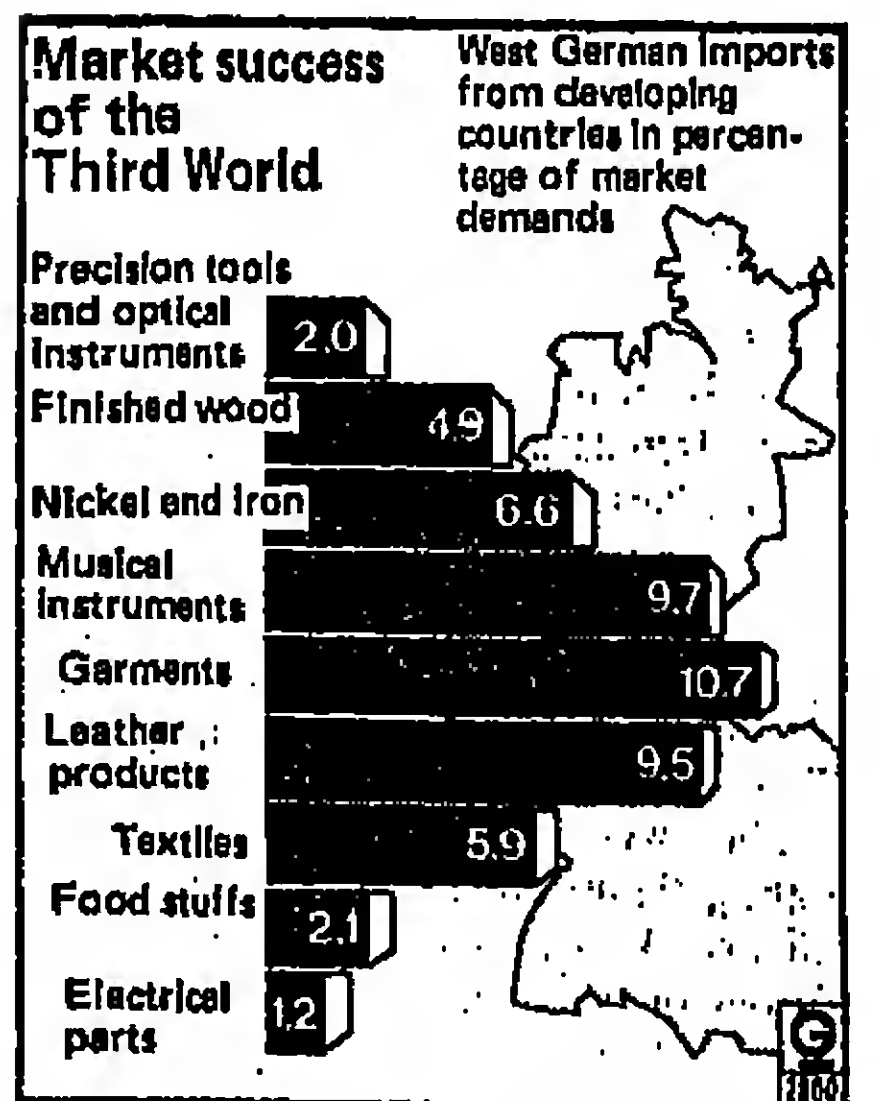 Market success
of the
Third World
West German imports
from developing
countries in percen-
tage of market
demands
Precision tools
and optical
instruments
2.0
Finished wood
4.9
Nickel and iron
6.6
Musical
instruments
9.7
Garments
10.7
Leather
products
9.5
Textiles
5.9
Food stuffs
2.1
Electrical
parts
1.2
G